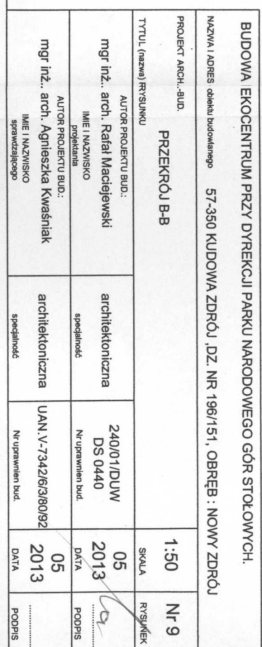 BUDOWA EKOCENTRUM PRZY DYREKCJI PARKU NARODOWEGO GÓR STOŁOWYCH.
NAZWA I ADRES obiektu budowlanego 57-350 KUDOWA ZDRÓJ ,DZ. NR 196/151, OBRĘB : NOWY ZDRÓJ
PROJEKT ARCH.-BUD.
TYTUŁ (nazwa) RYSUNKU
PRZEKRÓJ B-B
1:50
SKALA
Nr 9
RYSUNEK
AUTOR PROJEKTU BUD.:
mgr inż.. arch. Rafał Maciejewski
IMIĘ I NAZWISKO
projektanta
architektoniczna
specjalność
240/01/DUW
DS 0440
Nr uprawnien bud.
05
2013
DATA
PODPIS
AUTOR PROJEKTU BUD.:
mgr inż.. arch. Agnieszka Kwaśniak
IMIĘ I NAZWISKO
sprawdzającego
architektoniczna
specjalność
UAN.V-7342/6/3/80/92
Nr uprawnien bud.
05
2013
DATA
PODPIS